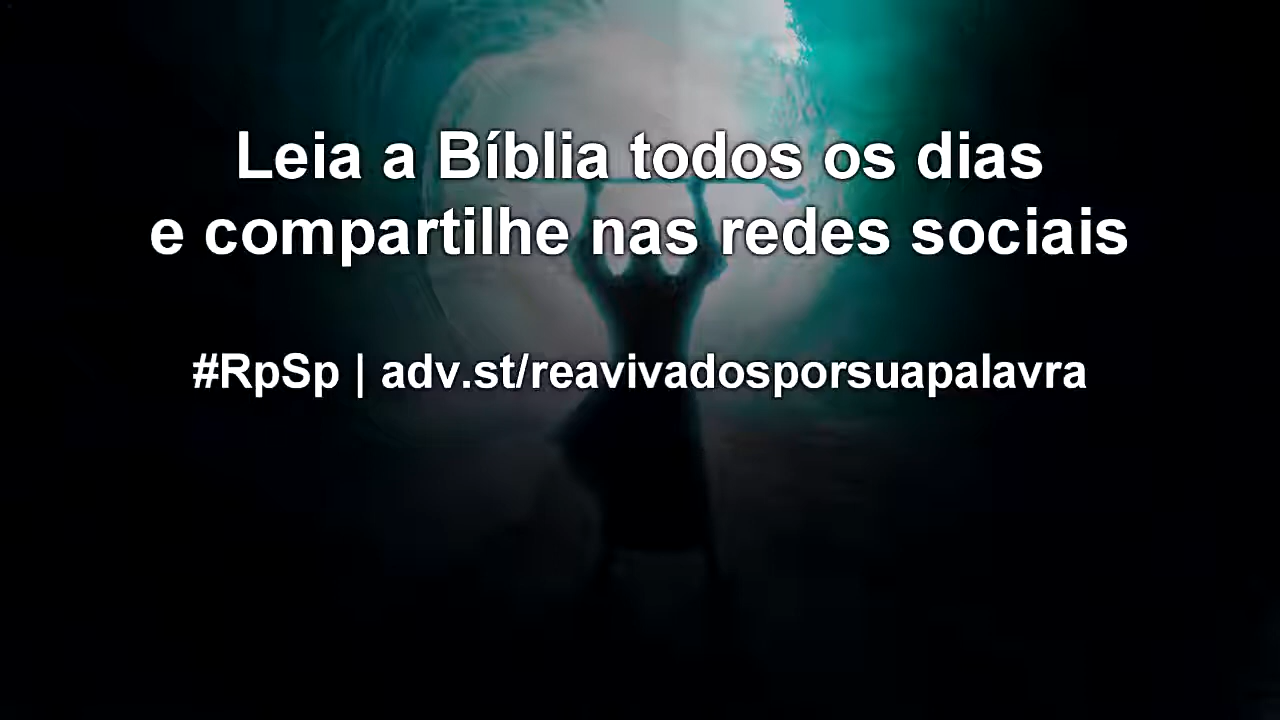 Leia a Bíblia todos os dias
e compartilhe nas redes sociais
#RpSp | adv.st/reavivadosporsuapalavra